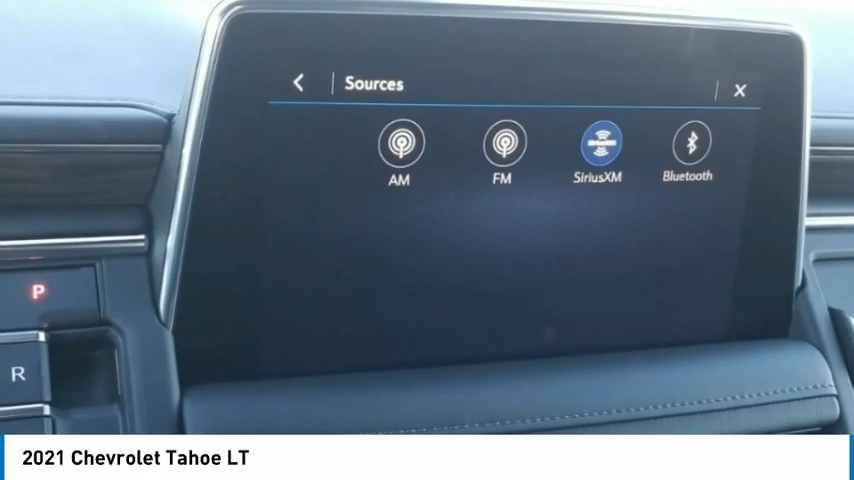 Sources
AM
FM
SiriusXM
Bluetooth
P
R
2021 Chevrolet Tahoe LT